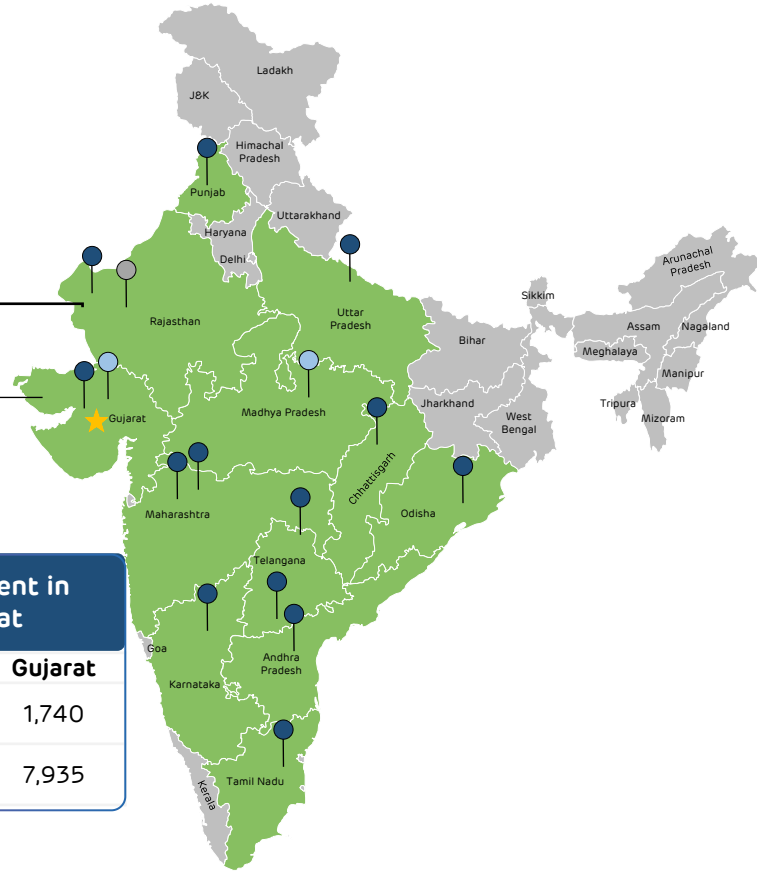 Ladakh
J&K
Himachal
Pradesh
Punjab
Uttarakhand
Haryana
Delhi
Arunachal
Pradesh
Sikkim
Rajasthan
Uttar
Pradesh
Assam
Nagaland
Bihar
Meghalaya
Manipur
Gujarat
Madhya Pradesh
Jharkhand
West
Bengal
Tripura
Mizoram
Chhattisgarh
Maharashtra
Odisha
Telangana
ent in
at
Goa
Andhra
Pradesh
Gujarat
Karnataka
1,740
7,935
Tamil Nadu
Kerala